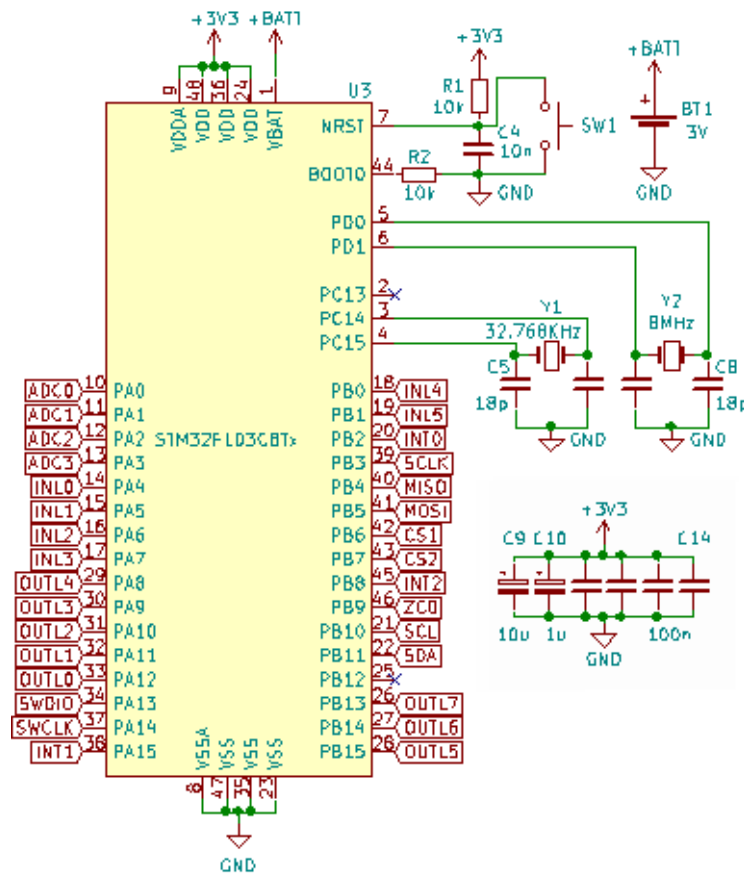 +3V3 +BATT
9 48 36 24 1
VDDA VDD VDD VDD VBAT
U3
NRST 7
BOOT0 44
PD0 5
PD1 6
PC13 2
PC14 3
PC15 4
ADC0 10 PA0
ADC1 11 PA1
ADC2 12 PA2
ADC3 13 PA3
INL0 14 PA4
INL1 15 PA5
INL2 16 PA6
INL3 17 PA7
OUTL4 29 PA8
OUTL3 30 PA9
OUTL2 31 PA10
OUTL1 32 PA11
OUTL0 33 PA12
SWDIO 34 PA13
SWCLK 37 PA14
INT1 38 PA15
PB0 18 INL4
PB1 19 INL5
PB2 20 INT0
PB3 39 SCLK
PB4 40 MISO
PB5 41 MOSI
PB6 42 CS1
PB7 43 CS2
PB8 45 INT2
PB9 46 ZC0
PB10 21 SCL
PB11 22 SDA
PB12 25
PB13 26 OUTL7
PB14 27 OUTL6
PB15 28 OUTL5
VSSA VSS VSS VSS
8 47 35 23
GND
+3V3
R1
10k
C4
10n
SW1
R2
10k
GND
+BATT
+
BT1
3V
GND
Y1
32.768KHz
C5
18p
GND
Y2
8MHz
C8
18p
GND
+3V3
C9 C10 C14
10u 1u 100n
GND